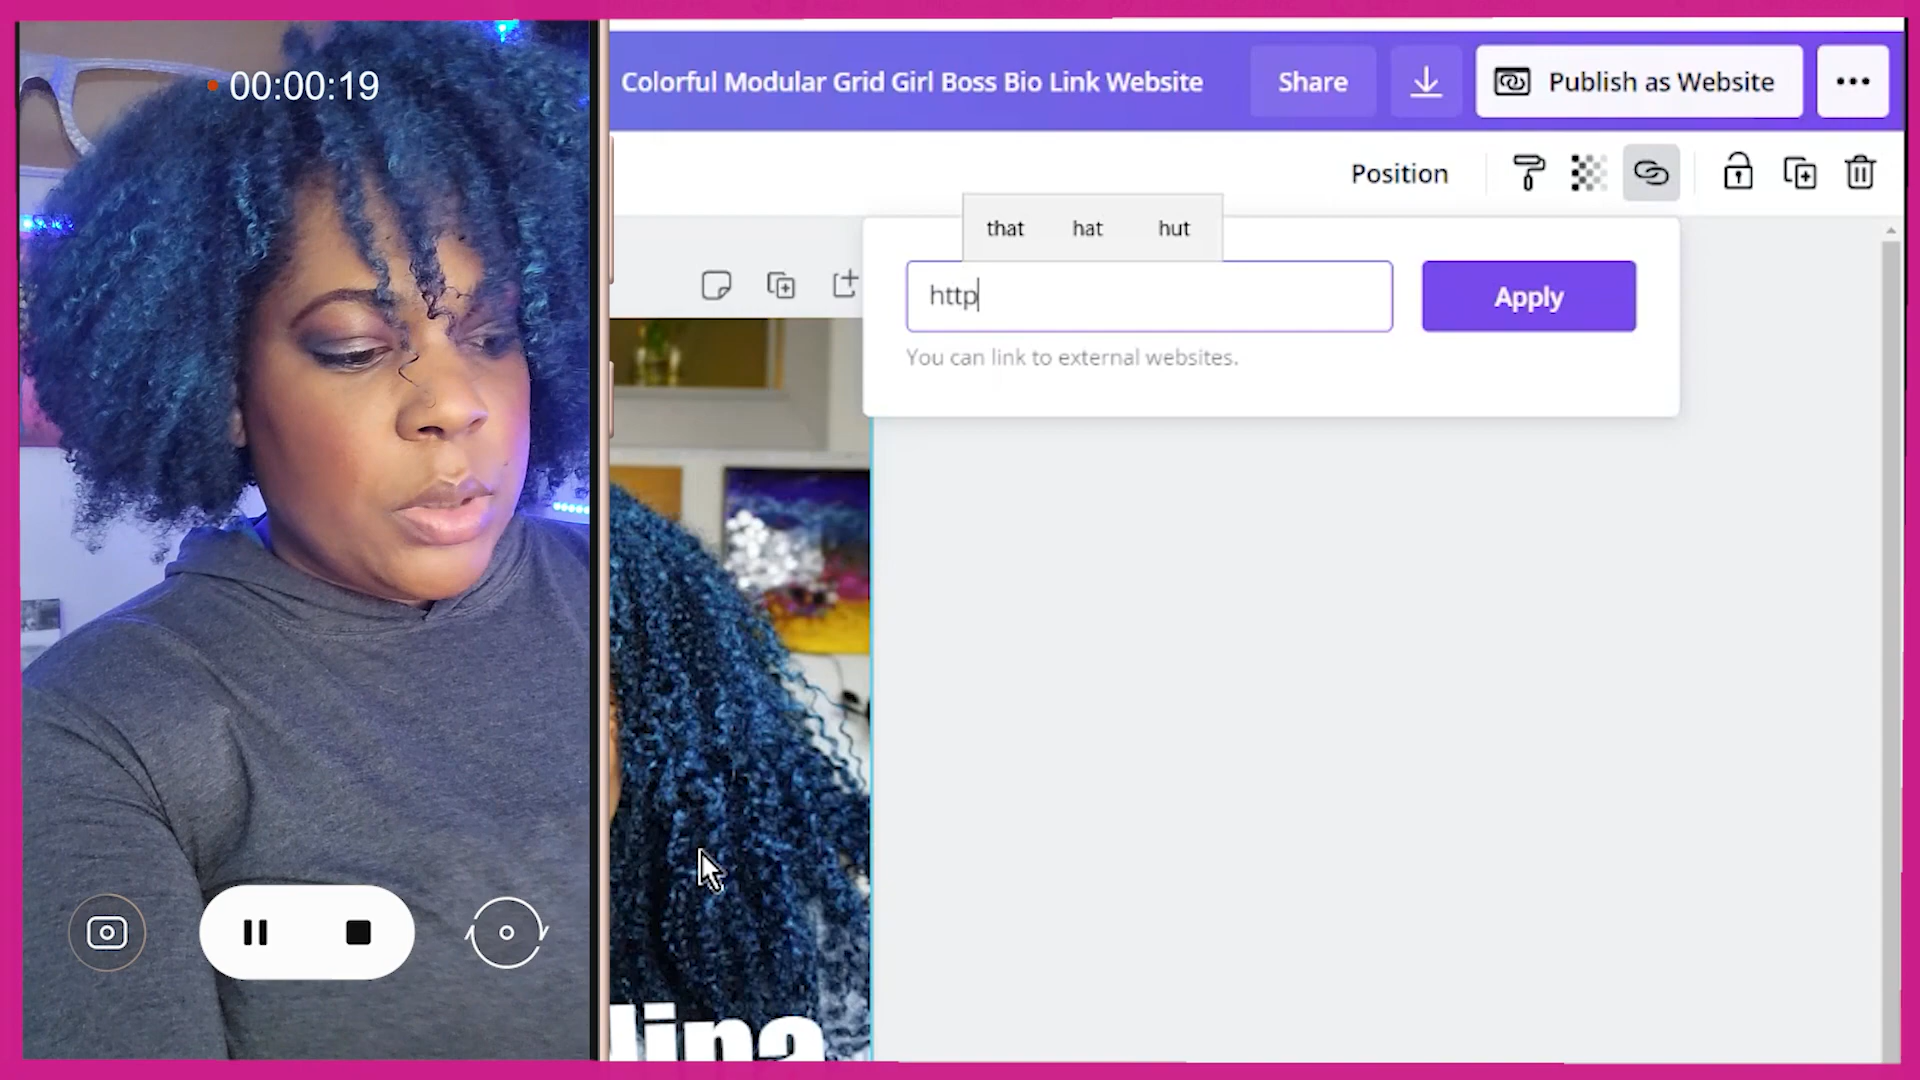 00:00:19
Colorful Modular Grid Girl Boss Bio Link Website
Share
Publish as Website
Position
that hat hut
http
Apply
You can link to external websites.